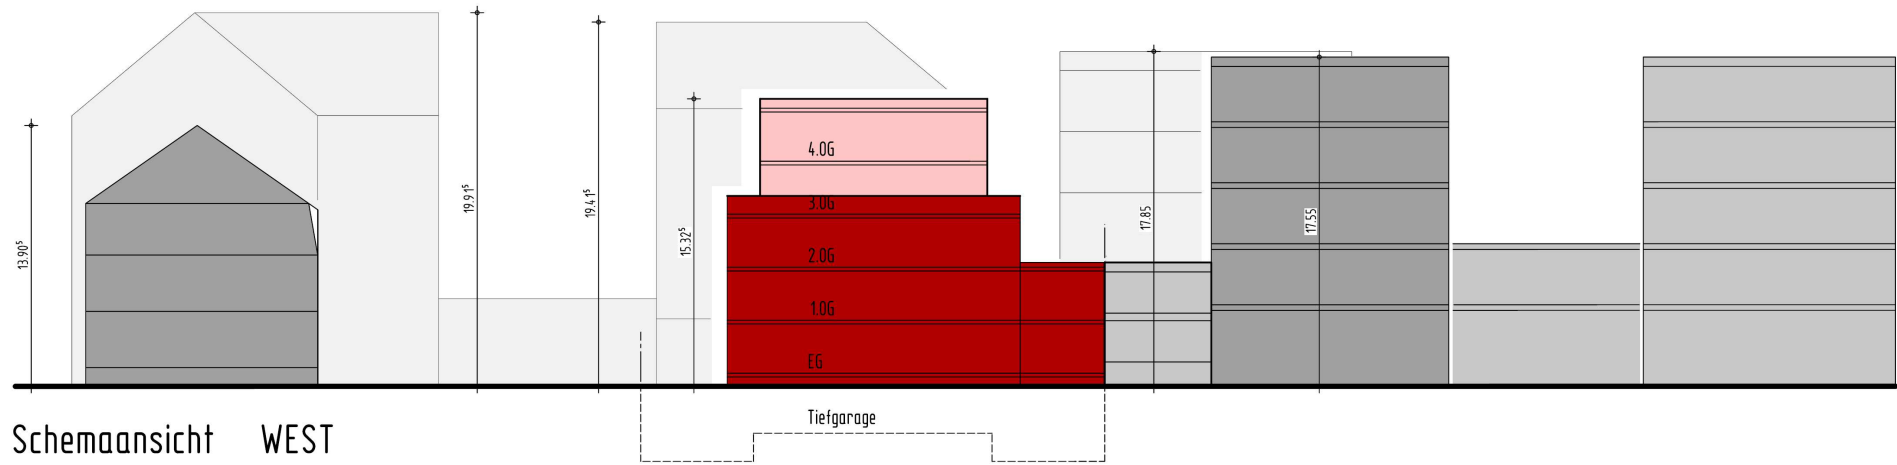 13.90⁵
19.91⁵
19.41⁵
15.32⁵
17.85
17.55
4.OG
3.OG
2.OG
1.OG
EG
Tiefgarage
Schemaansicht WEST